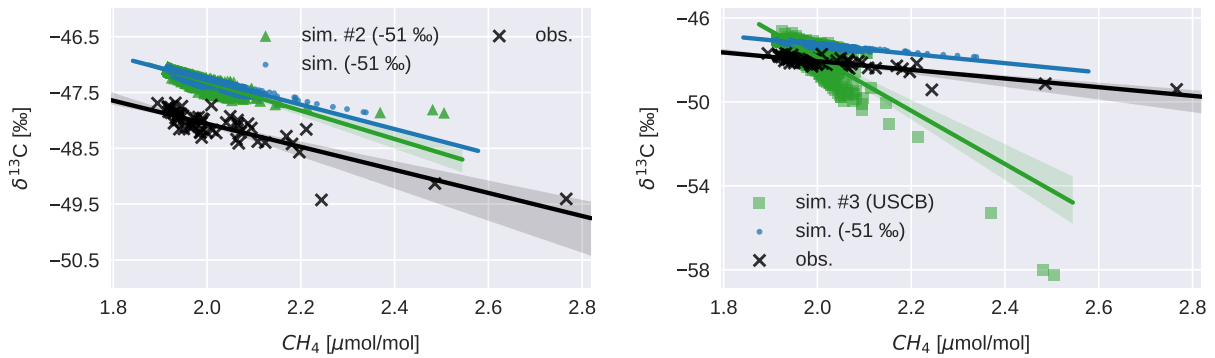 −46.5
−47.5
−48.5
−49.5
−50.5
δ¹³C [‰]
sim. #2 (-51 ‰)
sim. (-51 ‰)
obs.
1.8 2.0 2.2 2.4 2.6 2.8
CH₄ [μmol/mol]
−46
−50
−54
−58
δ¹³C [‰]
sim. #3 (USCB)
sim. (-51 ‰)
obs.
1.8 2.0 2.2 2.4 2.6 2.8
CH₄ [μmol/mol]